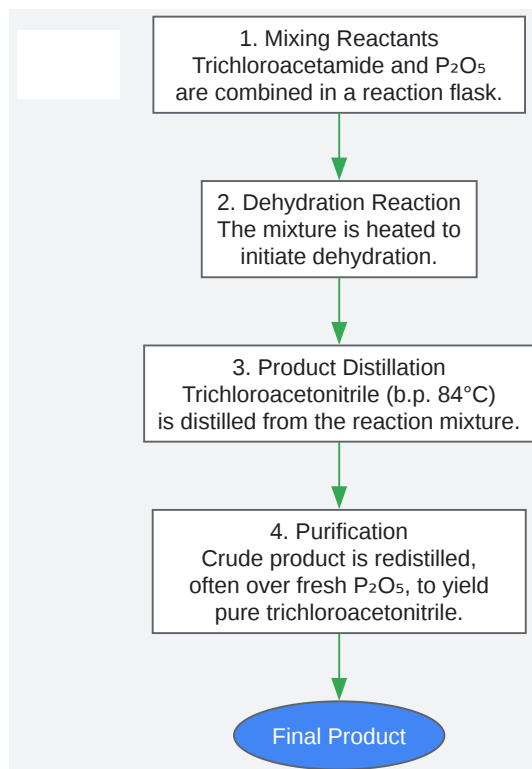 1. Mixing Reactants
Trichloroacetamide and P₂O₅
are combined in a reaction flask.
2. Dehydration Reaction
The mixture is heated to
initiate dehydration.
3. Product Distillation
Trichloroacetonitrile (b.p. 84°C)
is distilled from the reaction mixture.
4. Purification
Crude product is redistilled,
often over fresh P₂O₅, to yield
pure trichloroacetonitrile.
Final Product